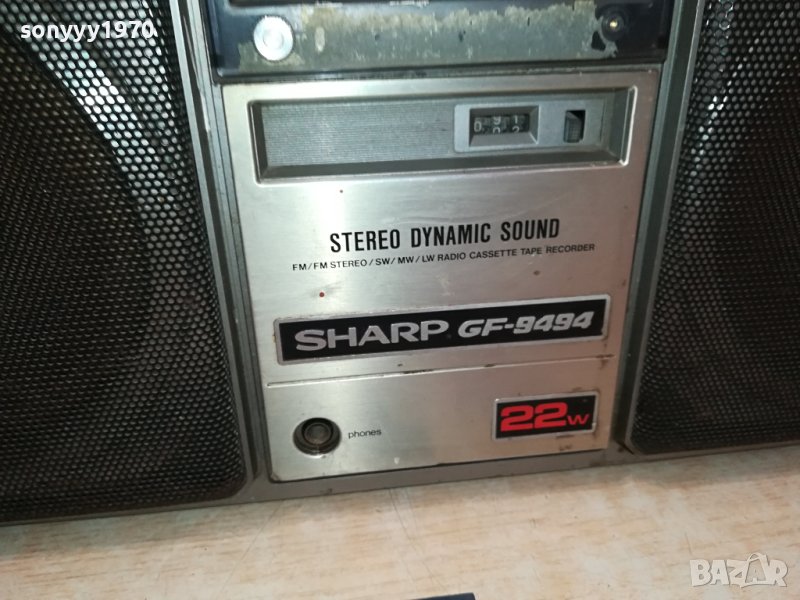 sonyyy1970
STEREO DYNAMIC SOUND
FM/FM STEREO/SW/MW/LW RADIO CASSETTE TAPE RECORDER
SHARP GF-9494
22W
phones
BAZAR